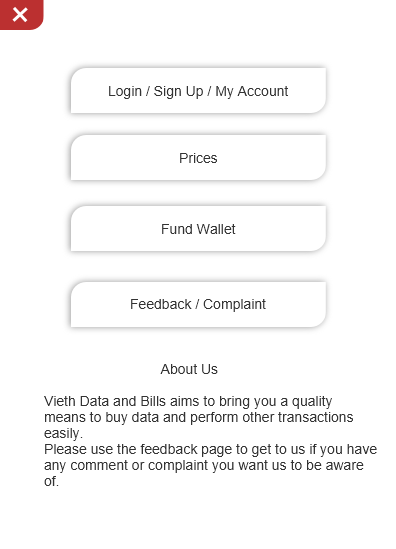 Login / Sign Up / My Account
Prices
Fund Wallet
Feedback / Complaint
About Us
Vieth Data and Bills aims to bring you a quality
means to buy data and perform other transactions
easily.
Please use the feedback page to get to us if you have
any comment or complaint you want us to be aware
of.